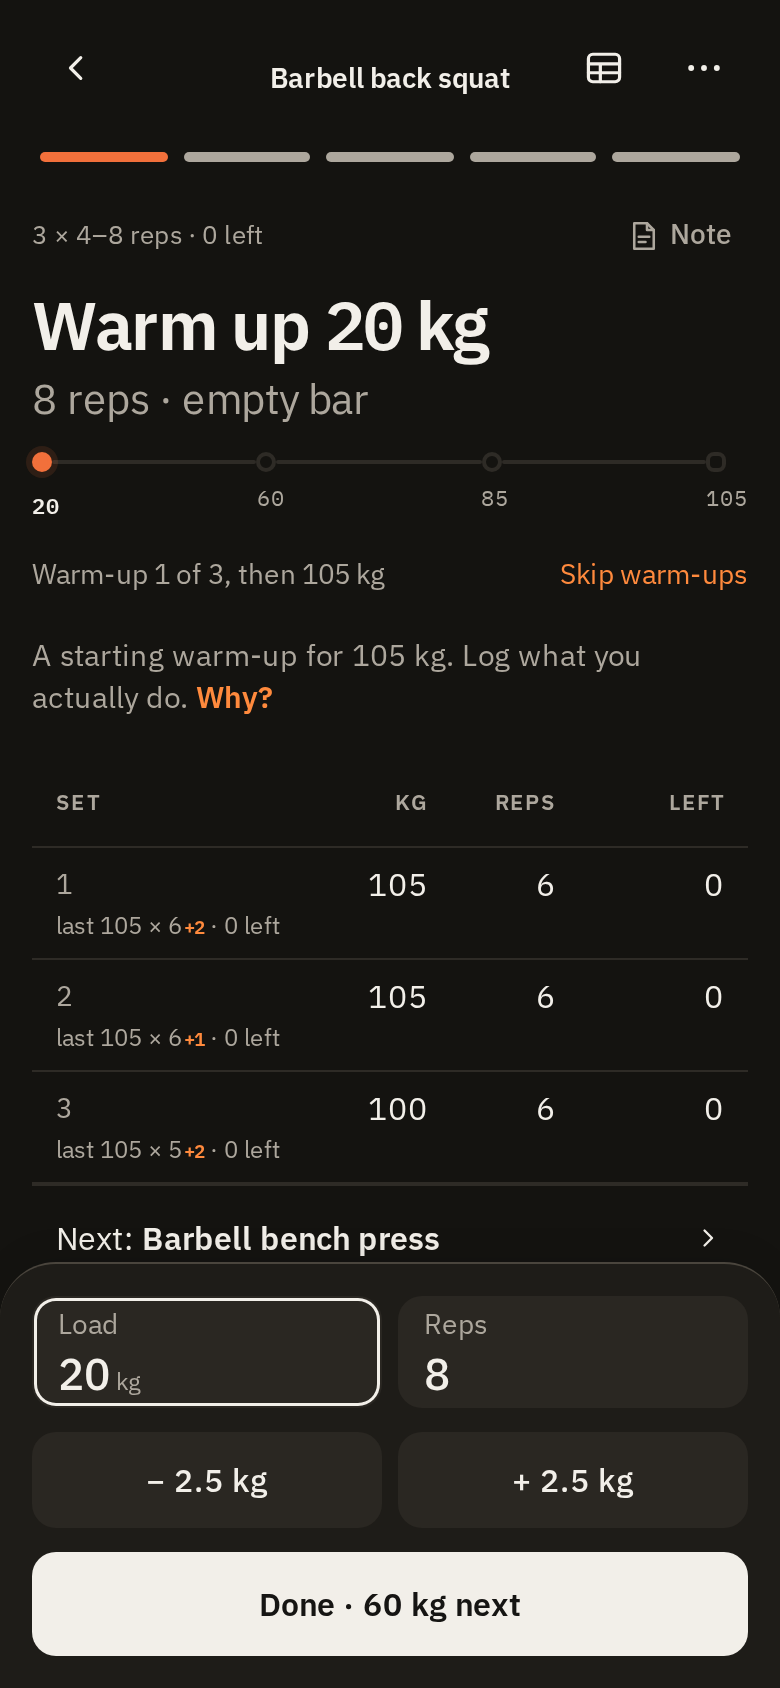 Barbell back squat
3 × 4–8 reps · 0 left
Note
Warm up 20 kg
8 reps · empty bar
20 60 85 105
Warm-up 1 of 3, then 105 kg
Skip warm-ups
A starting warm-up for 105 kg. Log what you
actually do. Why?
SET KG REPS LEFT
1 105 6 0
last 105 × 6 +2 · 0 left
2 105 6 0
last 105 × 6 +1 · 0 left
3 100 6 0
last 105 × 5 +2 · 0 left
Next: Barbell bench press
Load Reps
20 kg 8
– 2.5 kg + 2.5 kg
Done · 60 kg next